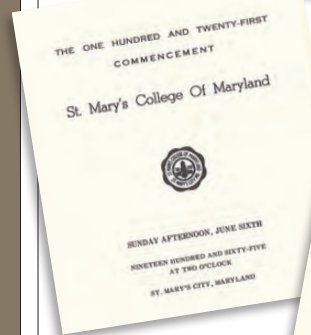 THE ONE HUNDRED AND TWENTY-FIRST
COMMENCEMENT
St. Mary's College Of Maryland
SUNDAY AFTERNOON, JUNE SIXTH
NINETEEN HUNDRED AND SIXTY-FIVE
AT TWO O'CLOCK
ST. MARY'S CITY, MARYLAND